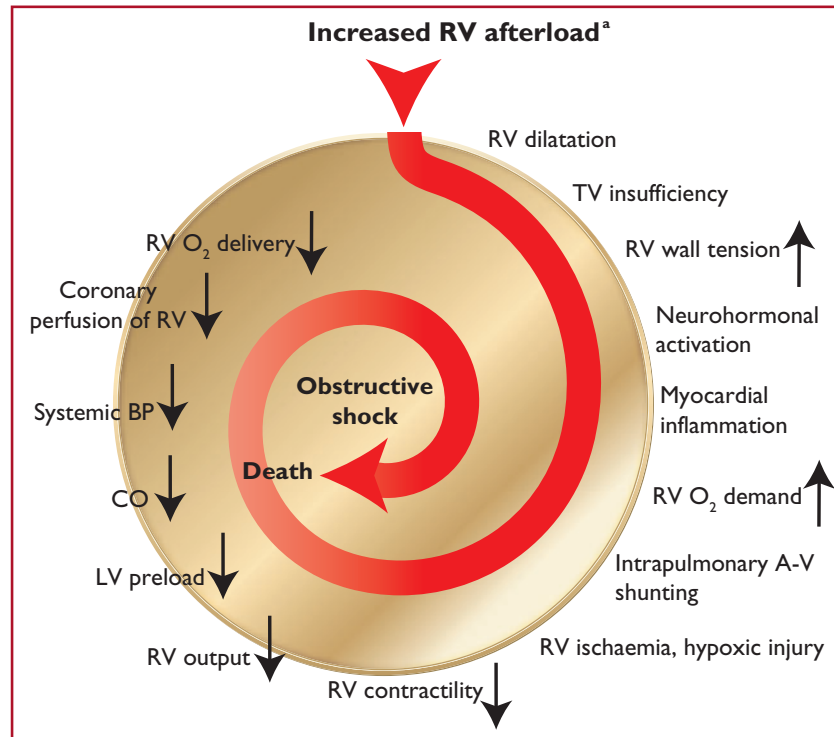 Increased RV afterloadᵃ
RV dilatation
TV insufficiency
RV wall tension
Neurohormonal
activation
Myocardial
inflammation
RV O₂ demand
Intrapulmonary A-V
shunting
RV ischaemia, hypoxic injury
RV contractility
RV output
LV preload
CO
Systemic BP
Coronary
perfusion of RV
RV O₂ delivery
Obstructive
shock
Death